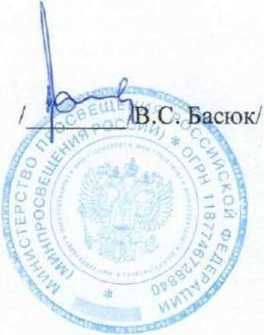 / /В.С. Басюк/
МИНИСТЕРСТВО ПРОСВЕЩЕНИЯ РОССИЙСКОЙ ФЕДЕРАЦИИ
(МИНПРОСВЕЩЕНИЯ РОССИИ) * ОГРН 1187746728840 *